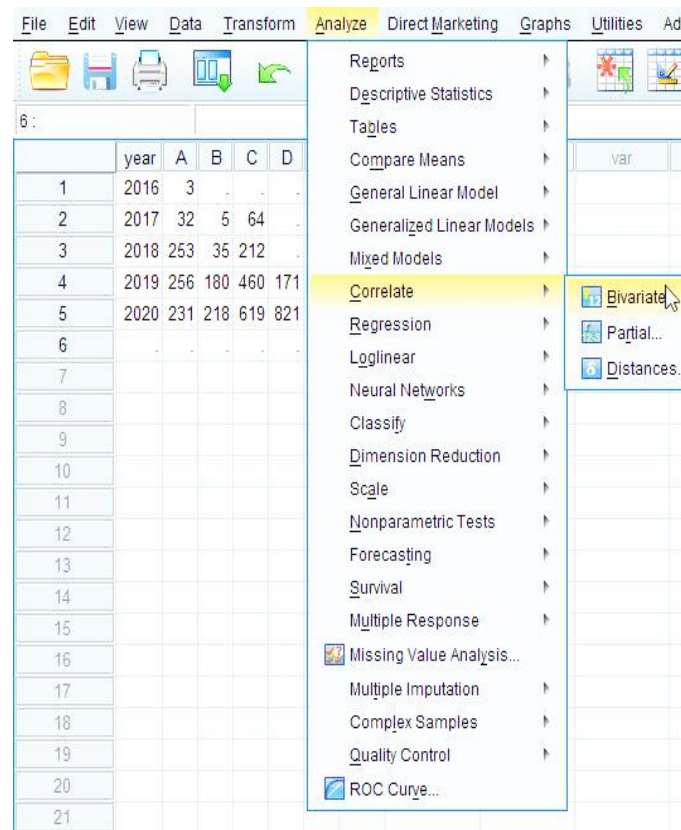 File Edit View Data Transform Analyze Direct Marketing Graphs Utilities Ad
6 :
year A B C D var
1 2016 3 . . .
2 2017 32 5 64 .
3 2018 253 35 212 .
4 2019 256 180 460 171
5 2020 231 218 619 821
6 . . . . .
7
8
9
10
11
12
13
14
15
16
17
18
19
20
21
Reports
Descriptive Statistics
Tables
Compare Means
General Linear Model
Generalized Linear Models
Mixed Models
Correlate
Regression
Loglinear
Neural Networks
Classify
Dimension Reduction
Scale
Nonparametric Tests
Forecasting
Survival
Multiple Response
Missing Value Analysis...
Multiple Imputation
Complex Samples
Quality Control
ROC Curve...
Bivariate
Partial...
Distances.